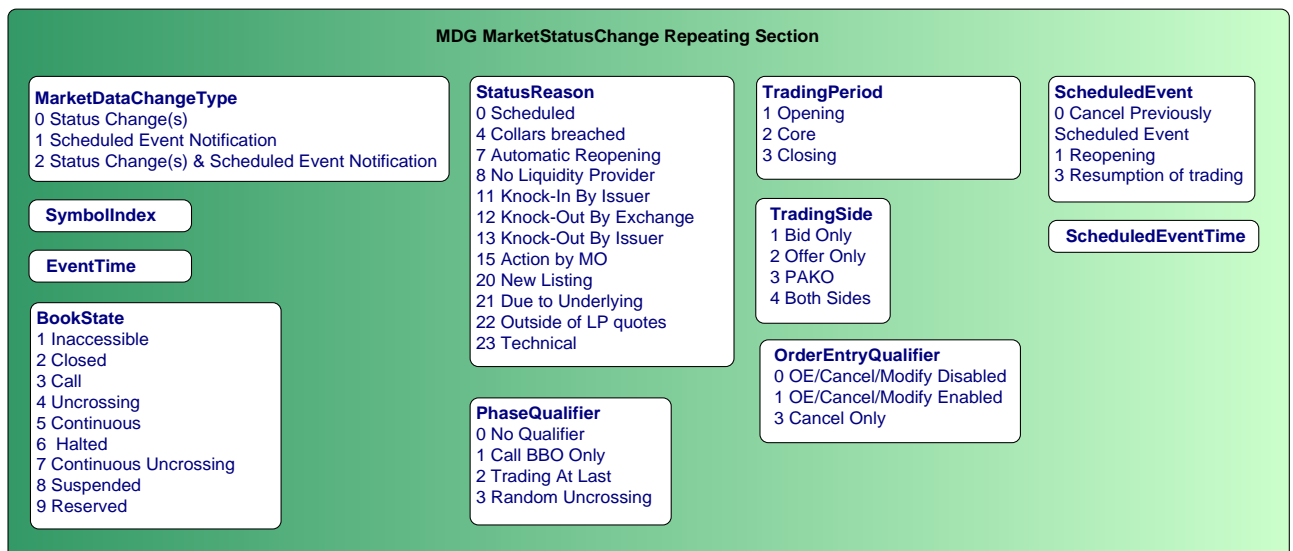 MDG MarketStatusChange Repeating Section
MarketDataChangeType
0 Status Change(s)
1 Scheduled Event Notification
2 Status Change(s) & Scheduled Event Notification
SymbolIndex
EventTime
BookState
1 Inaccessible
2 Closed
3 Call
4 Uncrossing
5 Continuous
6 Halted
7 Continuous Uncrossing
8 Suspended
9 Reserved
StatusReason
0 Scheduled
4 Collars breached
7 Automatic Reopening
8 No Liquidity Provider
11 Knock-In By Issuer
12 Knock-Out By Exchange
13 Knock-Out By Issuer
15 Action by MO
20 New Listing
21 Due to Underlying
22 Outside of LP quotes
23 Technical
PhaseQualifier
0 No Qualifier
1 Call BBO Only
2 Trading At Last
3 Random Uncrossing
TradingPeriod
1 Opening
2 Core
3 Closing
TradingSide
1 Bid Only
2 Offer Only
3 PAKO
4 Both Sides
OrderEntryQualifier
0 OE/Cancel/Modify Disabled
1 OE/Cancel/Modify Enabled
3 Cancel Only
ScheduledEvent
0 Cancel Previously
Scheduled Event
1 Reopening
3 Resumption of trading
ScheduledEventTime